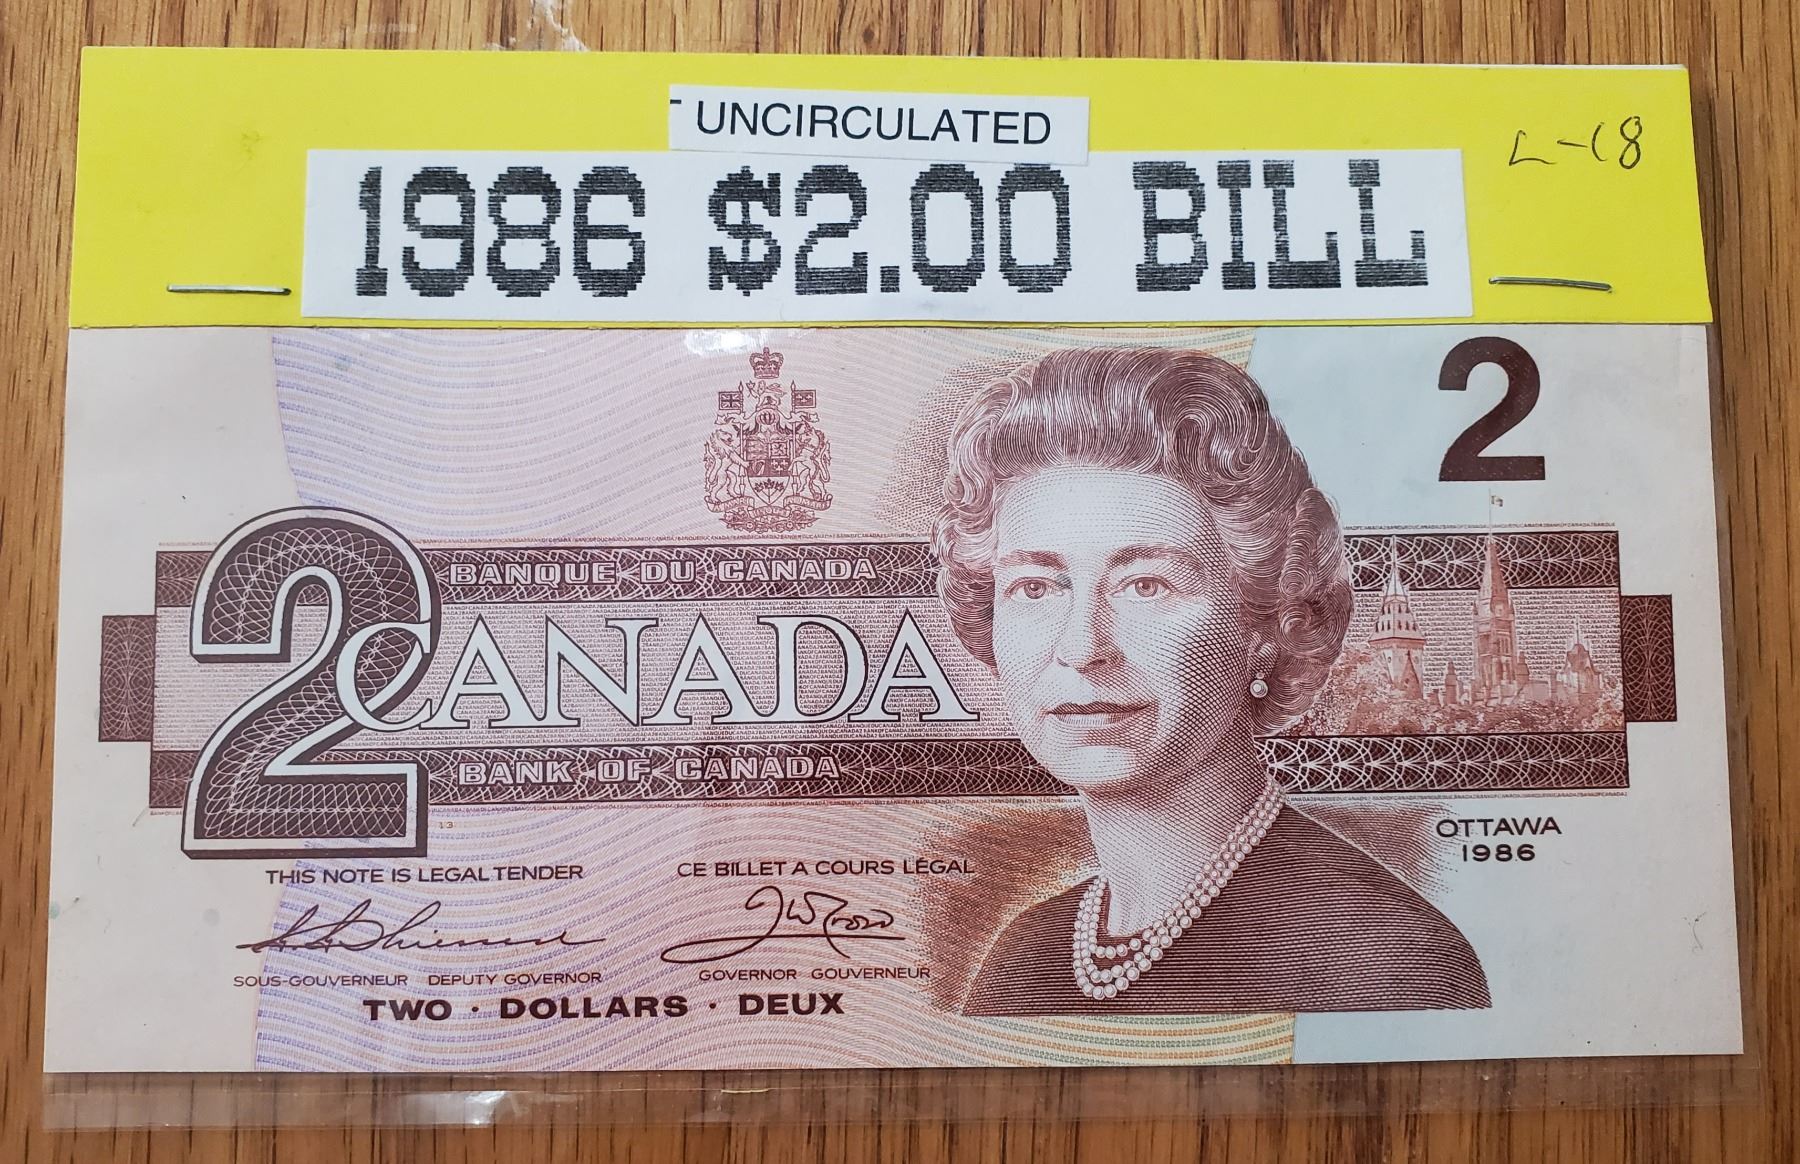 UNCIRCULATED
L-18
1986 $2.00 BILL
2
BANQUE DU CANADA
2 CANADA
BANK OF CANADA
13
OTTAWA
1986
THIS NOTE IS LEGAL TENDER
CE BILLET A COURS LÉGAL
SOUS-GOUVERNEUR DEPUTY GOVERNOR
GOVERNOR GOUVERNEUR
TWO · DOLLARS · DEUX